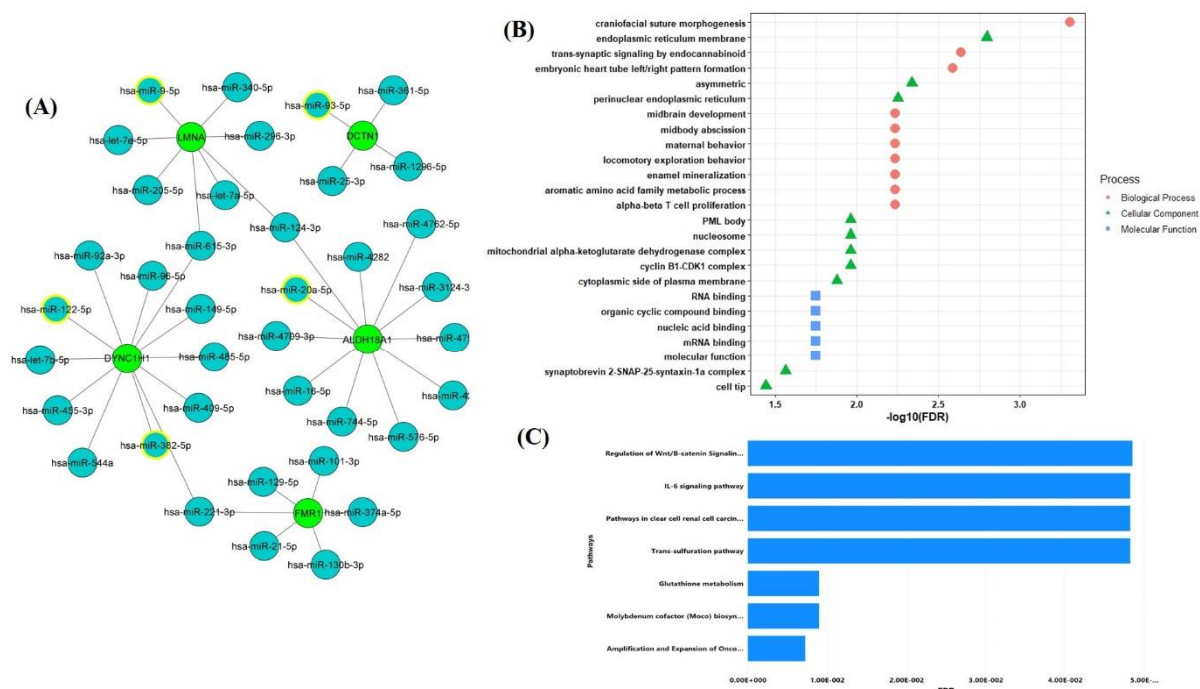 (A)
hsa-miR-9-5p
hsa-miR-340-5p
LMNA
hsa-let-7e-5p
hsa-miR-296-3p
hsa-miR-205-5p
hsa-let-7a-5p
hsa-miR-93-5p
hsa-miR-361-5p
DCTN1
hsa-miR-1296-5p
hsa-miR-25-3p
hsa-miR-124-3p
hsa-miR-615-3p
hsa-miR-4762-5p
hsa-miR-92a-3p
hsa-miR-96-5p
hsa-miR-4282
hsa-miR-20a-5p
hsa-miR-3124-3
hsa-miR-122-5p
hsa-miR-149-5p
hsa-miR-4709-3p
ALDH18A1
DYNC1H1
hsa-let-7b-5p
hsa-miR-485-5p
hsa-miR-16-5p
hsa-miR-455-3p
hsa-miR-409-5p
hsa-miR-744-5p
hsa-miR-576-5p
hsa-miR-382-5p
hsa-miR-544a
hsa-miR-101-3p
hsa-miR-129-5p
hsa-miR-221-3p
FMR1
hsa-miR-374a-5p
hsa-miR-21-5p
hsa-miR-130b-3p
(B)
craniofacial suture morphogenesis
endoplasmic reticulum membrane
trans-synaptic signaling by endocannabinoid
embryonic heart tube left/right pattern formation
asymmetric
perinuclear endoplasmic reticulum
midbrain development
midbody abscission
maternal behavior
locomotory exploration behavior
enamel mineralization
aromatic amino acid family metabolic process
alpha-beta T cell proliferation
PML body
nucleosome
mitochondrial alpha-ketoglutarate dehydrogenase complex
cyclin B1-CDK1 complex
cytoplasmic side of plasma membrane
RNA binding
organic cyclic compound binding
nucleic acid binding
mRNA binding
molecular function
synaptobrevin 2-SNAP-25-syntaxin-1a complex
cell tip
1.5 2.0 2.5 3.0
-log10(FDR)
Process
Biological Process
Cellular Component
Molecular Function
(C)
Regulation of Wnt/B-catenin Signalin...
IL-6 signaling pathway
Pathways in clear cell renal cell carcin...
Trans-sulfuration pathway
Glutathione metabolism
Molybdenum cofactor (Moco) biosyn...
Amplification and Expansion of Onco...
Pathways
0.00E+000 1.00E-002 2.00E-002 3.00E-002 4.00E-002 5.00E-...